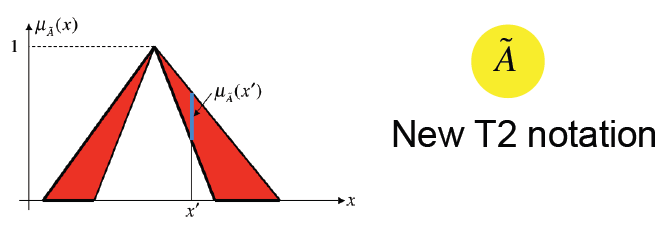 μ_Ã(x)
1
μ_Ã(x′)
x′
x
Ã
New T2 notation